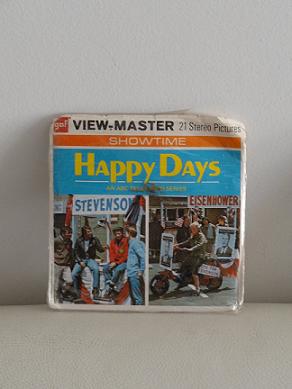 gaf VIEW-MASTER 21 Stereo Pictures
SHOWTIME
HAPPY DAYS
AN ABC TELEVISION SERIES
STEVENSON
EISENHOWER